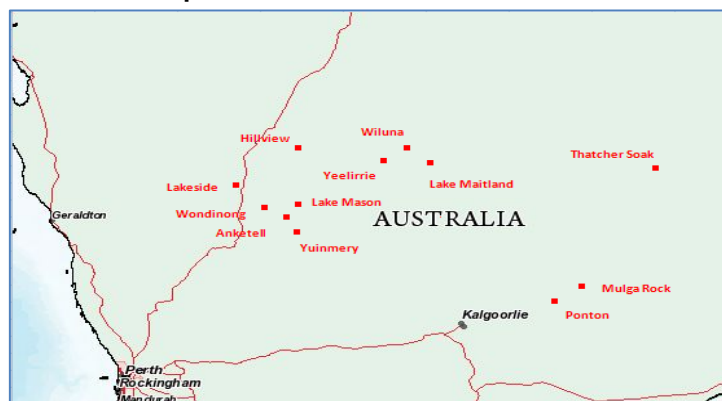 Hillview
Wiluna
Thatcher Soak
Yeelirrie
Lake Maitland
Lakeside
Lake Mason
Wondinong
Geraldton
AUSTRALIA
Anketell
Yuinmery
Mulga Rock
Ponton
Kalgoorlie
Perth
Rockingham
Mandurah